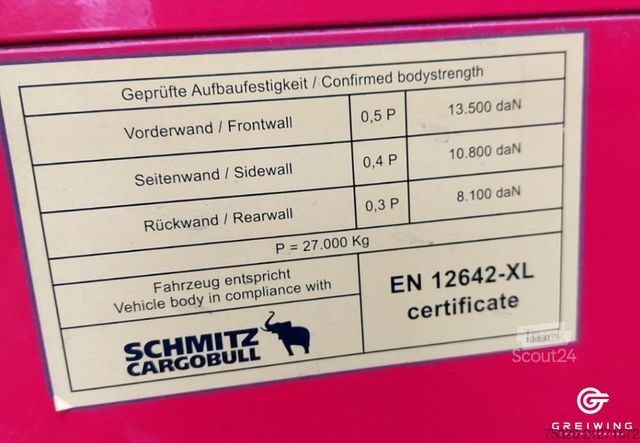 Geprüfte Aufbaufestigkeit / Confirmed bodystrength
Vorderwand / Frontwall 0,5 P 13.500 daN
Seitenwand / Sidewall 0,4 P 10.800 daN
Rückwand / Rearwall 0,3 P 8.100 daN
P = 27.000 Kg
Fahrzeug entspricht
Vehicle body in compliance with
EN 12642-XL
certificate
SCHMITZ
CARGOBULL
Scout24
GREIWING